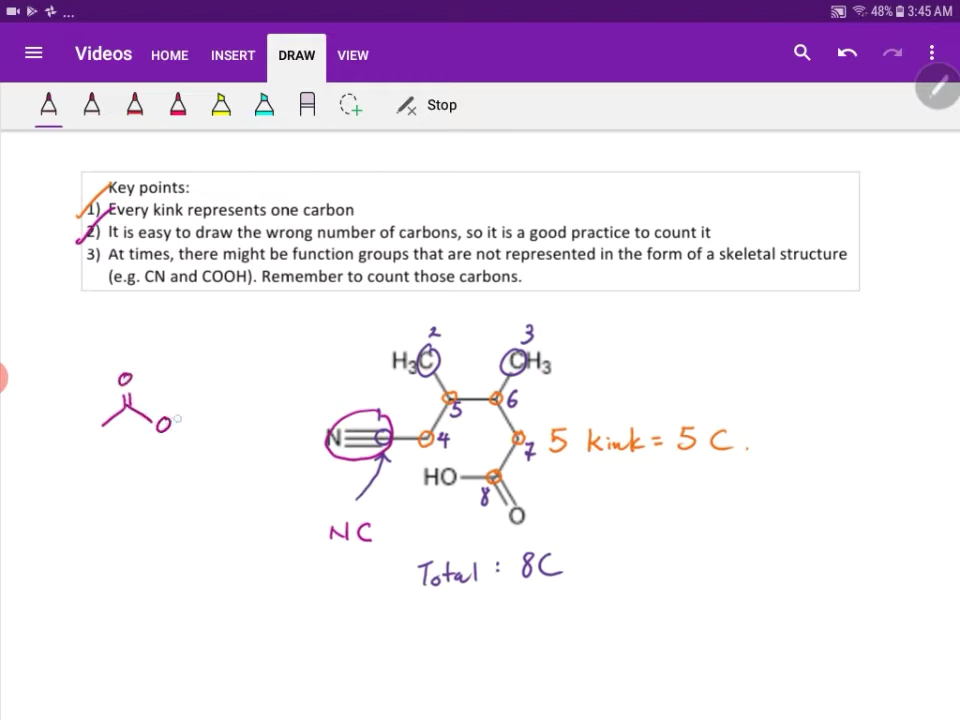 ... 48% 3:45 AM
Videos HOME INSERT DRAW VIEW
Stop
Key points:
1) Every kink represents one carbon
2) It is easy to draw the wrong number of carbons, so it is a good practice to count it
3) At times, there might be function groups that are not represented in the form of a skeletal structure
(e.g. CN and COOH). Remember to count those carbons.
2 3
H3C CH3
O
5 6
O
1
N C 4 7 5 kink = 5 C.
HO 8
O
NC
Total : 8C